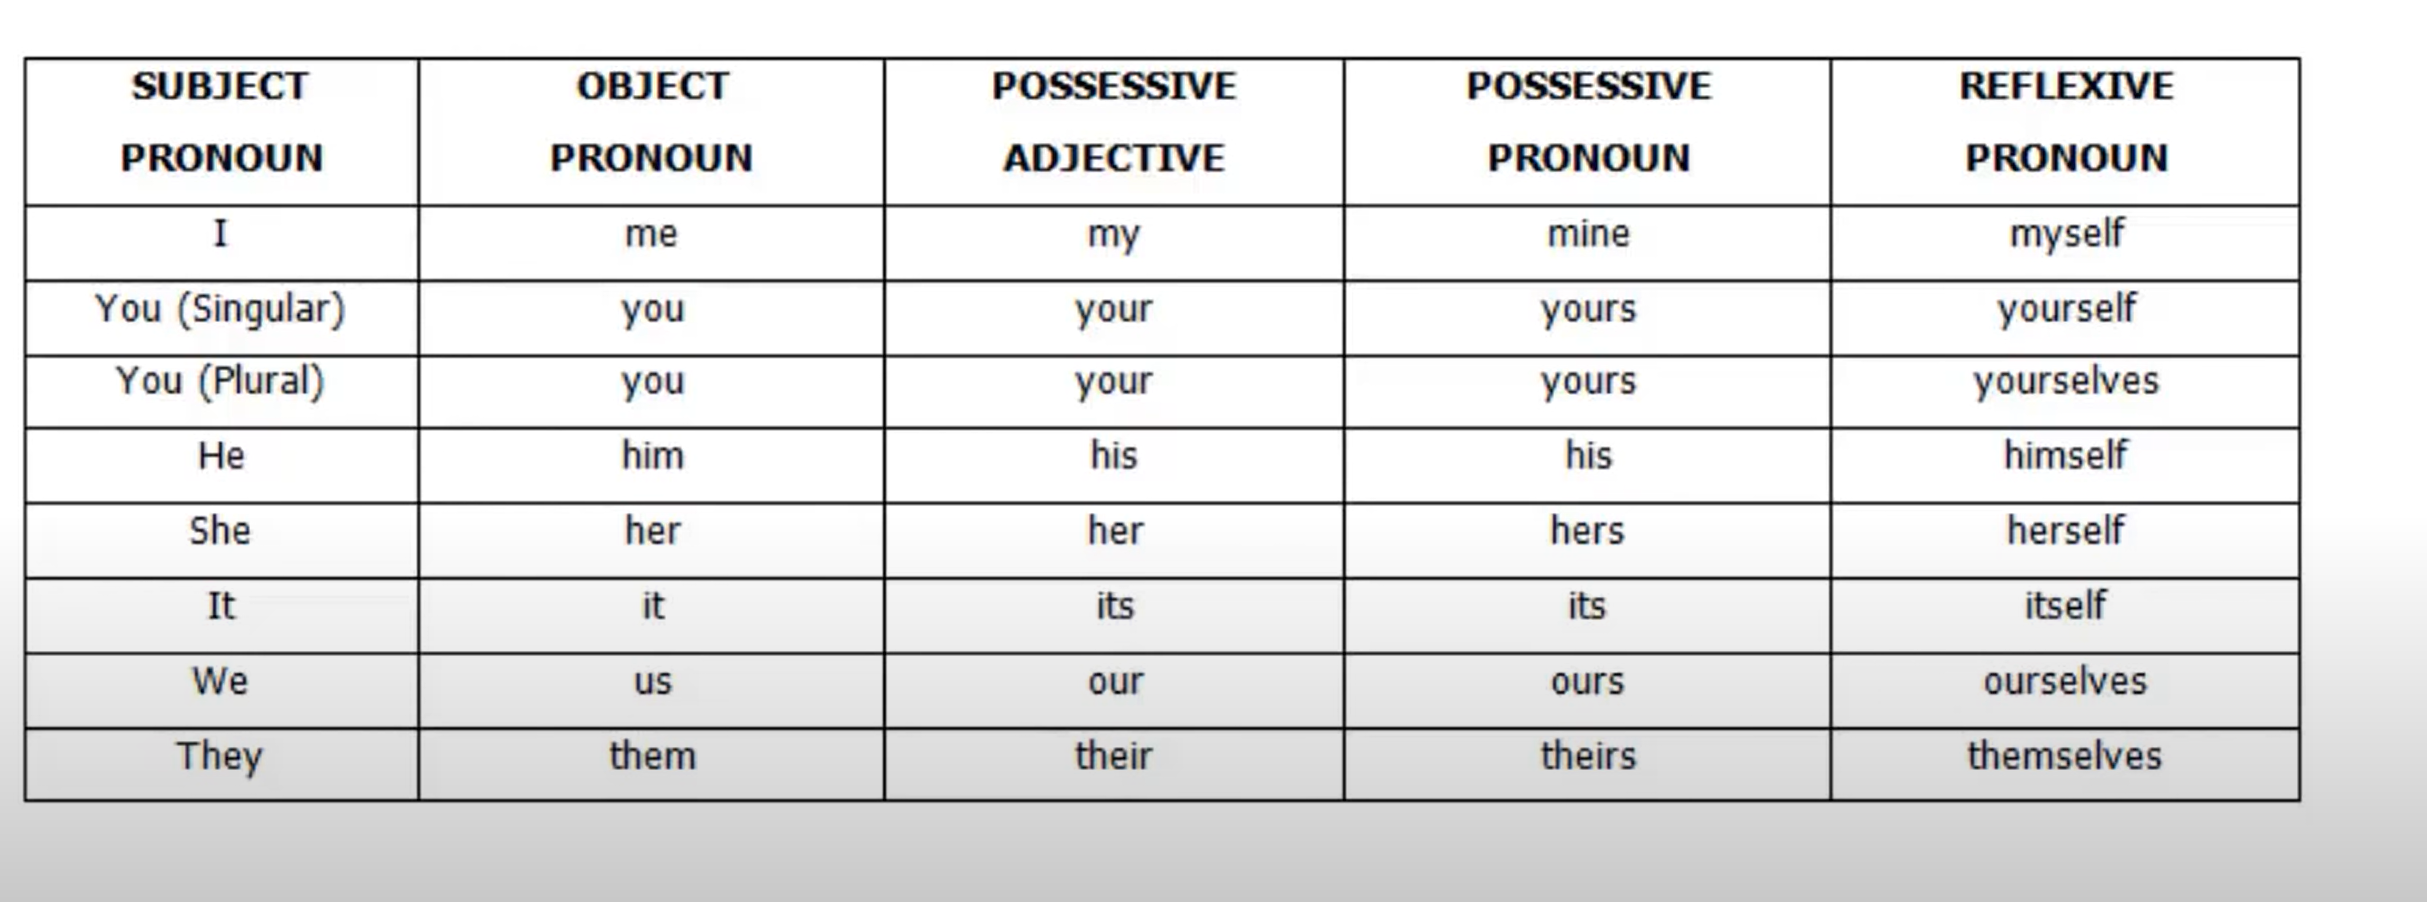 SUBJECT PRONOUN OBJECT PRONOUN POSSESSIVE ADJECTIVE POSSESSIVE PRONOUN REFLEXIVE PRONOUN
I me my mine myself
You (Singular) you your yours yourself
You (Plural) you your yours yourselves
He him his his himself
She her her hers herself
It it its its itself
We us our ours ourselves
They them their theirs themselves